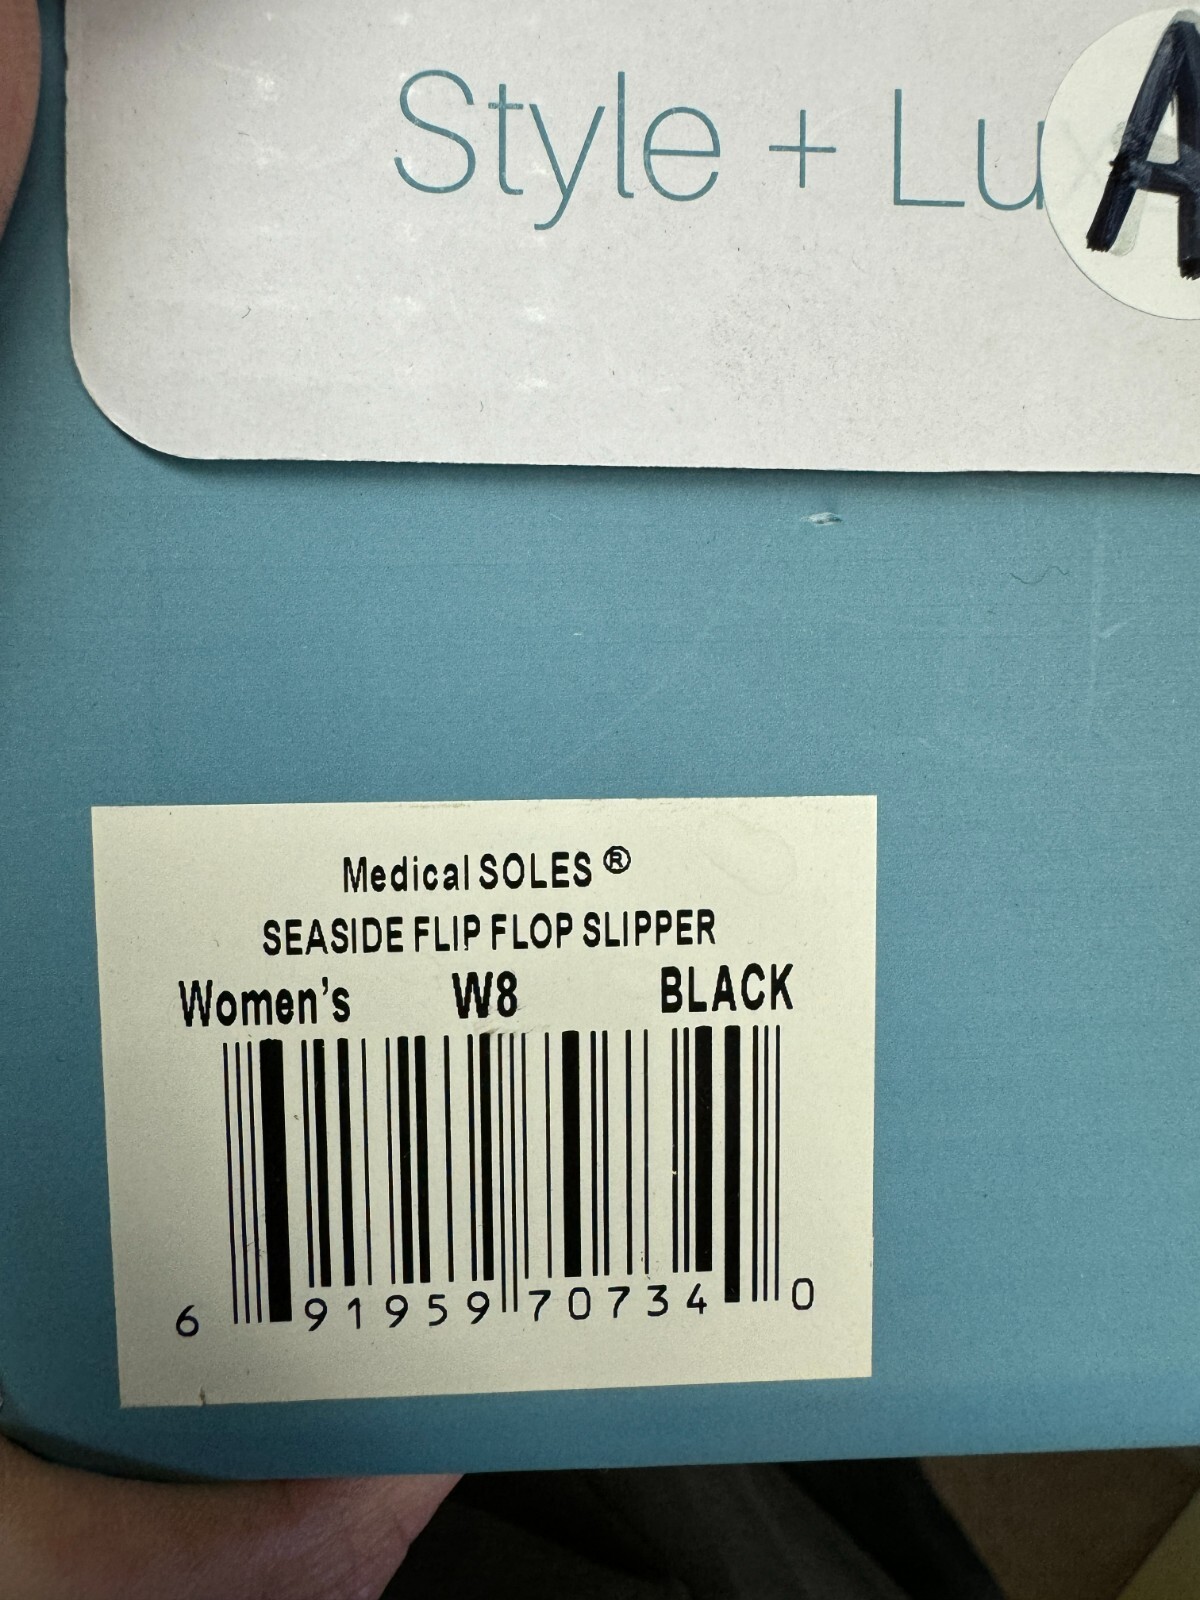 Style + Lu
A
Medical SOLES ®
SEASIDE FLIP FLOP SLIPPER
Women's W8 BLACK
6 91959 70734 0